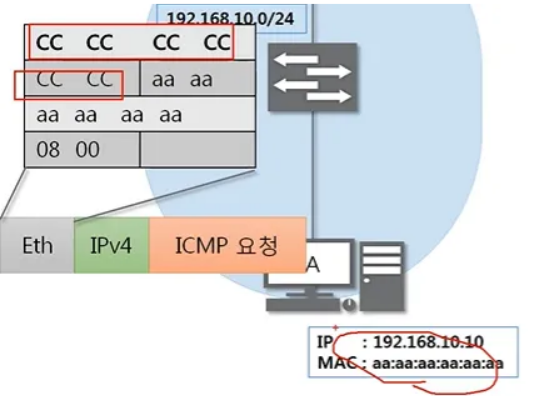 192.168.10.0/24
CC CC CC CC
CC CC aa aa
aa aa aa aa
08 00
Eth IPv4 ICMP 요청
A
IP : 192.168.10.10
MAC : aa:aa:aa:aa:aa:aa